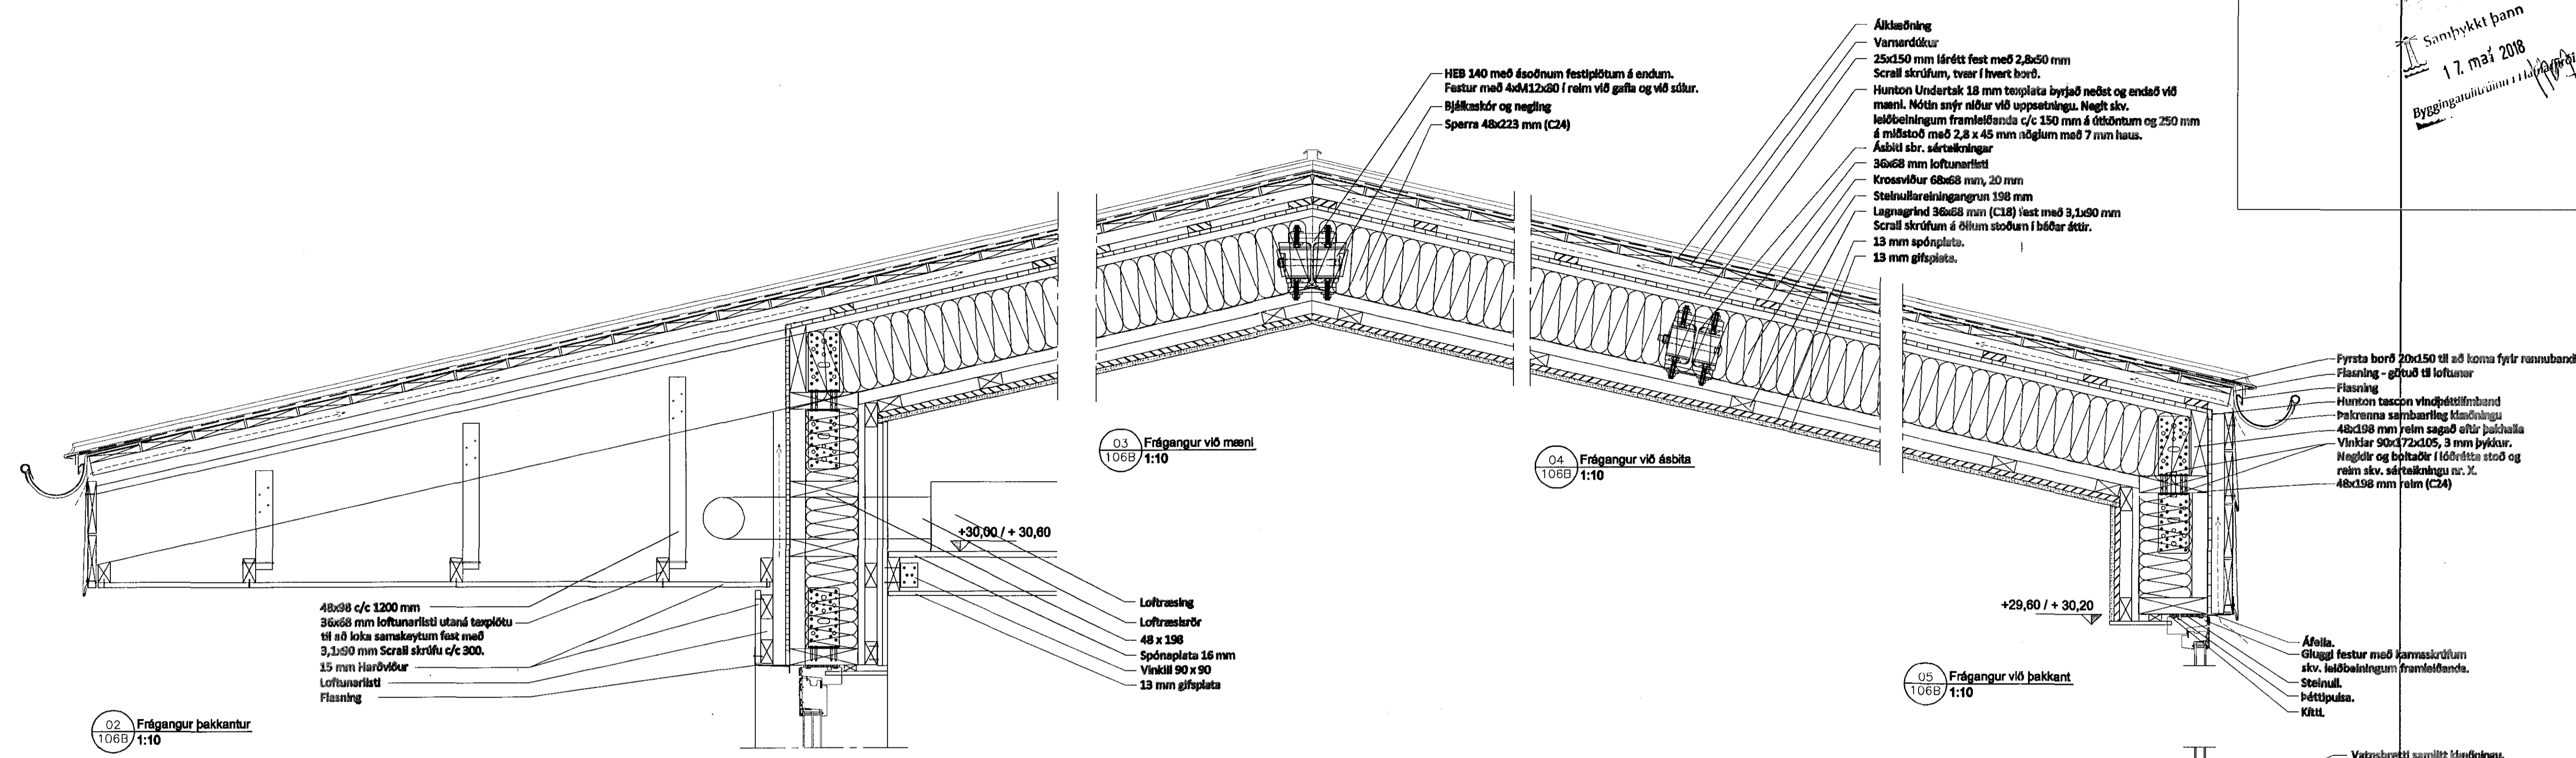 Samþykkt þann
17. maí 2018
HEB 140 með ásoðnum festiplötum á endum.
Festur með 4xM12x80 í reim við gafla og við súlur.
Bjálkaskór og negling
Sperra 48x223 mm (C24)
Álklæðning
Varnardúkur
25x150 mm lárétt fest með 2,8x50 mm
Scrail skrúfum, tvær í hvert borð.
Hunton Undertak 18 mm texplata byrjað neðst og endað við
mæni. Nótin snýr niður við uppsetningu. Neglt skv.
leiðbeiningum framleiðanda c/c 150 mm á útköntum og 250 mm
á miðstoð með 2,8 x 45 mm nöglum með 7 mm haus.
Ásbiti sbr. sérteikningar
36x68 mm loftunarlisti
Krossviður 68x68 mm, 20 mm
Steinullareiningangrun 198 mm
Lagnagrind 36x68 mm (C18) fest með 3,1x90 mm
Scrail skrúfum á öllum stoðum í báðar áttir.
13 mm spónplata.
13 mm gifsplata.
Fyrsta borð 20x150 til að koma fyrir rennubandi
Flasning - götuð til loftunar
Flasning
Hunton tescon vindþéttilímband
Þakrenna sambærileg klæðningu
48x198 mm reim sagað eftir þakhalla
Vinklar 90x172x105, 3 mm þykkur.
Negldir og boltaðir í lóðrétta stoð og
reim skv. sérteikningu nr. X.
48x198 mm reim (C24)
03
106B
Frágangur við mæni
1:10
04
106B
Frágangur við ásbita
1:10
+30,00 / + 30,60
+29,60 / + 30,20
48x98 c/c 1200 mm
36x68 mm loftunarlisti utaná texplötu
til að loka samskeytum fest með
3,1x90 mm Scrail skrúfu c/c 300.
15 mm Harðviður
Loftunarlisti
Flasning
Loftræsing
Loftræsisrör
48 x 198
Spónaplata 16 mm
Vinkill 90 x 90
13 mm gifsplata
Áfella.
Gluggi festur með karmaskrúfum
skv. leiðbeiningum framleiðanda.
Steinull.
Þéttipulsa.
Kítti.
02
106B
Frágangur þakkantur
1:10
05
106B
Frágangur við þakkant
1:10
Vatnsbretti samlitt klæðningu.